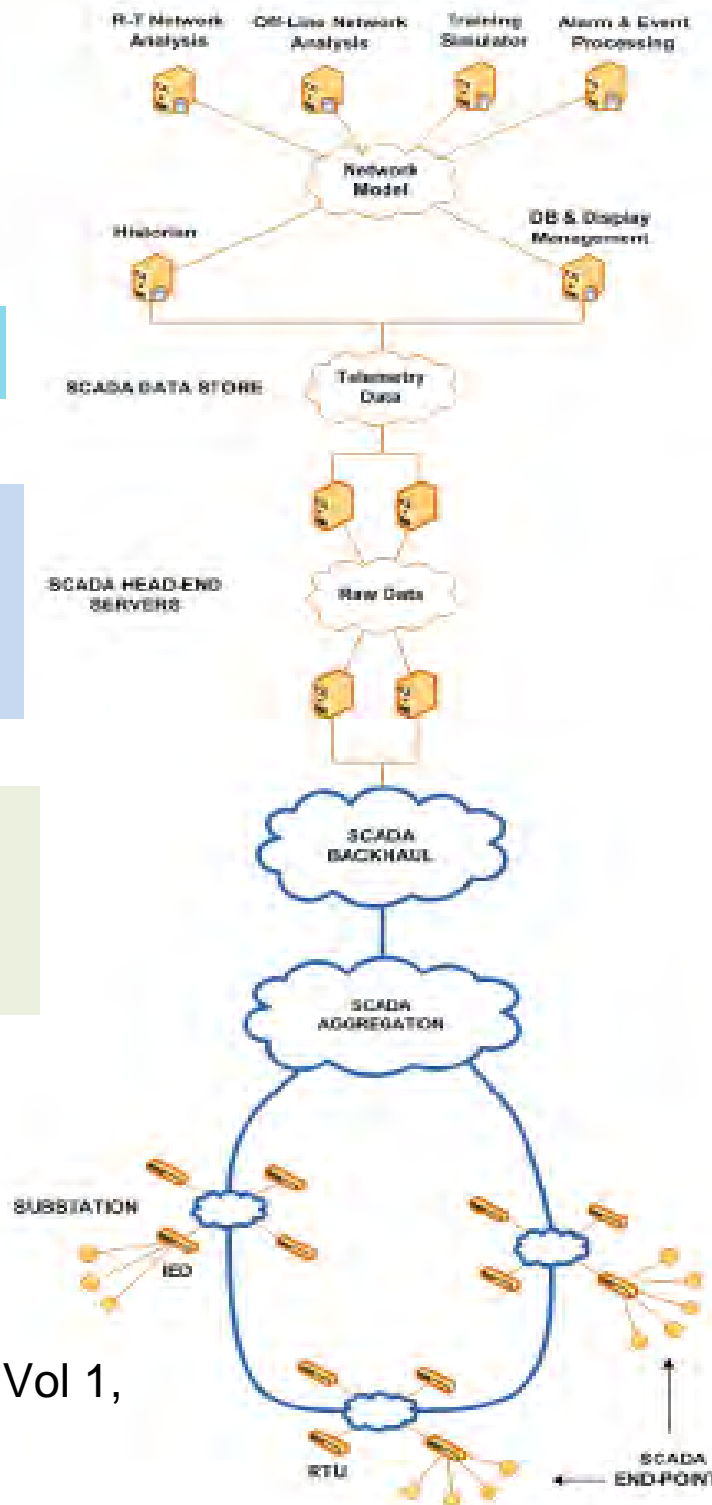 R-T Network
Analysis
Off-Line Network
Analysis
Training
Simulator
Alarm & Event
Processing
Network
Model
Historian
DB & Display
Management
SCADA DATA STORE
Telemetry
Data
SCADA HEAD-END
SERVERS
Raw Data
SCADA
BACKHAUL
SCADA
AGGREGATION
SUBSTATION
IED
Vol 1,
RTU
SCADA
END-POINT